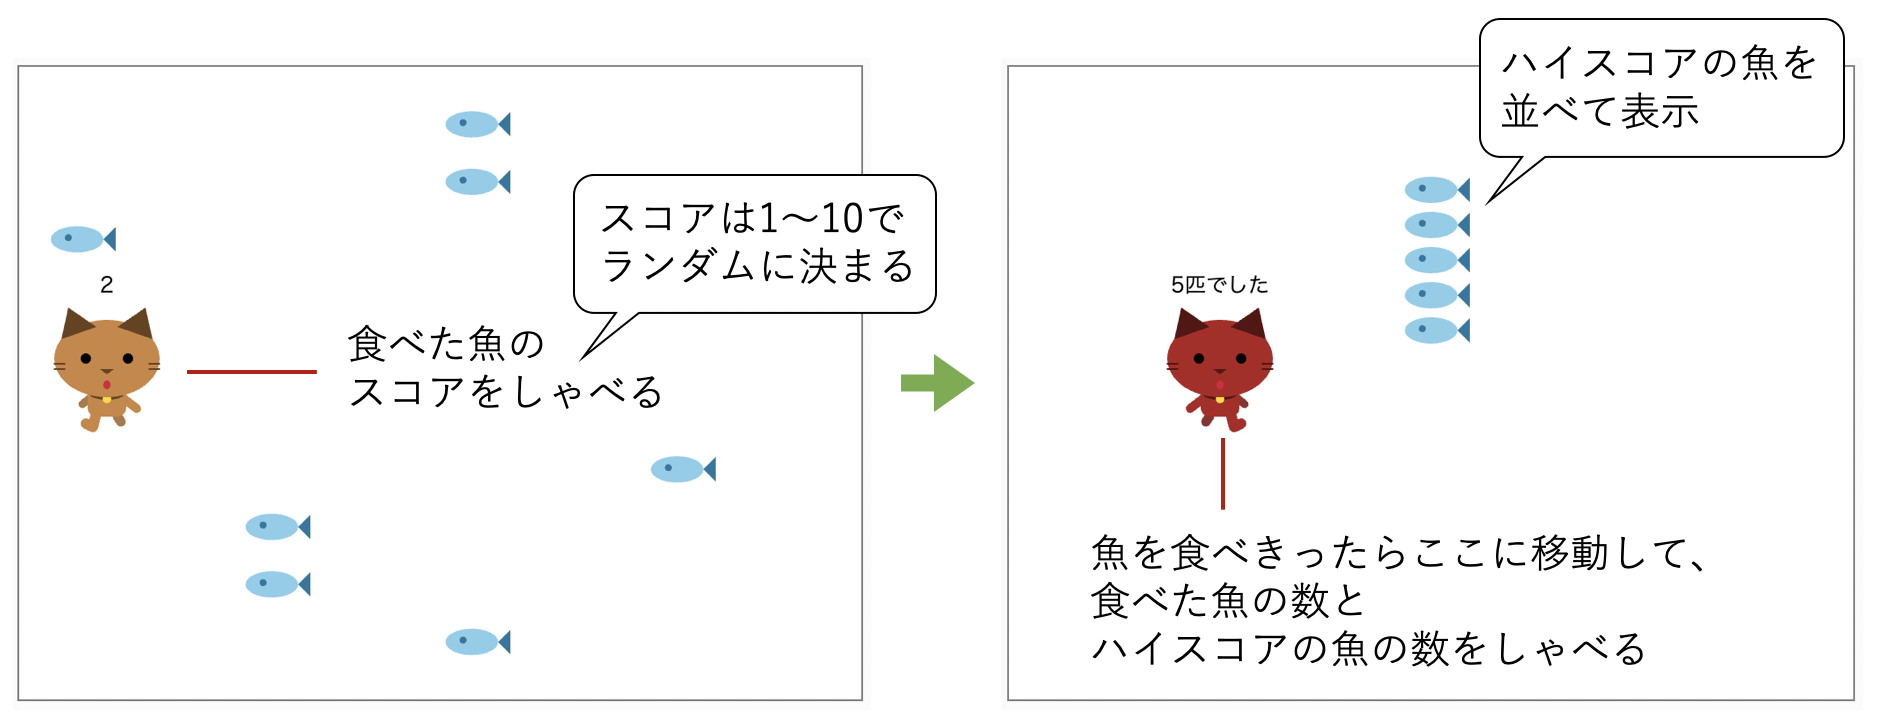 スコアは1〜10で
ランダムに決まる
2
食べた魚の
スコアをしゃべる
ハイスコアの魚を
並べて表示
5匹でした
魚を食べきったらここに移動して、
食べた魚の数と
ハイスコアの魚の数をしゃべる